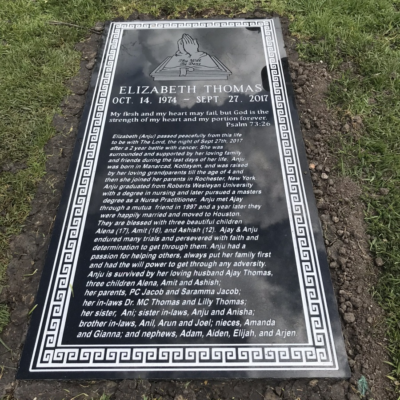 ELIZABETH THOMAS
OCT. 14, 1974 – SEPT. 27, 2017
My flesh and my heart may fail, but God is the
strength of my heart and my portion forever.
Psalm 73:26
Elizabeth (Anju) passed peacefully from this life
to be with The Lord, the night of Sept 27th, 2017
after a 2 year battle with cancer. She was
surrounded and supported by her loving family
and friends during the last days of her life. Anju
was born in Manarcad, Kottayam, and was raised
by her loving grandparents till the age of 4 and
then she joined her parents in Rochester, New York.
Anju graduated from Roberts Wesleyan University
with a degree in nursing and later pursued a masters
degree as a Nurse Practitioner. Anju met Ajay
through a mutual friend in 1997 and a year later they
were happily married and moved to Houston.
They are blessed with three beautiful children
Alena (17), Amit (16), and Ashish (12). Ajay & Anju
endured many trials and persevered with faith and
determination to get through them. Anju had a
passion for helping others, always put her family first
and had the will power to get through any adversity.
Anju is survived by her loving husband Ajay Thomas,
three children Alena, Amit and Ashish;
her parents, PC Jacob and Saramma Jacob;
her in-laws Dr. MC Thomas and Lilly Thomas;
her sister, Ani; sister in-laws, Anju and Anisha;
brother in-laws, Anil, Arun and Joel; nieces, Amanda
and Gianna; and nephews, Adam, Aiden, Elijah, and Arjen